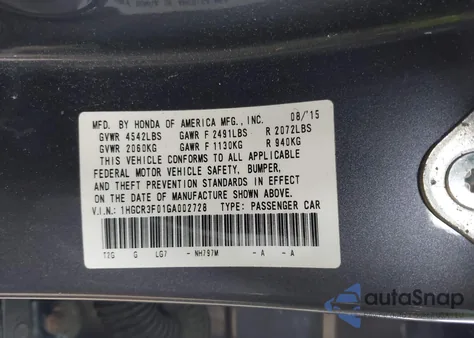 MFD. BY HONDA OF AMERICA MFG., INC. 08/'15
GVWR 4542LBS GAWR F 2491LBS R 2072LBS
GVWR 2060KG GAWR F 1130KG R 940KG
THIS VEHICLE CONFORMS TO ALL APPLICABLE
FEDERAL MOTOR VEHICLE SAFETY, BUMPER,
AND THEFT PREVENTION STANDARDS IN EFFECT
ON THE DATE OF MANUFACTURE SHOWN ABOVE.
V.I.N.: 1HGCR3F01GA002728 TYPE: PASSENGER CAR
T2G G LG7 - NH797M - A - A
autoSnap